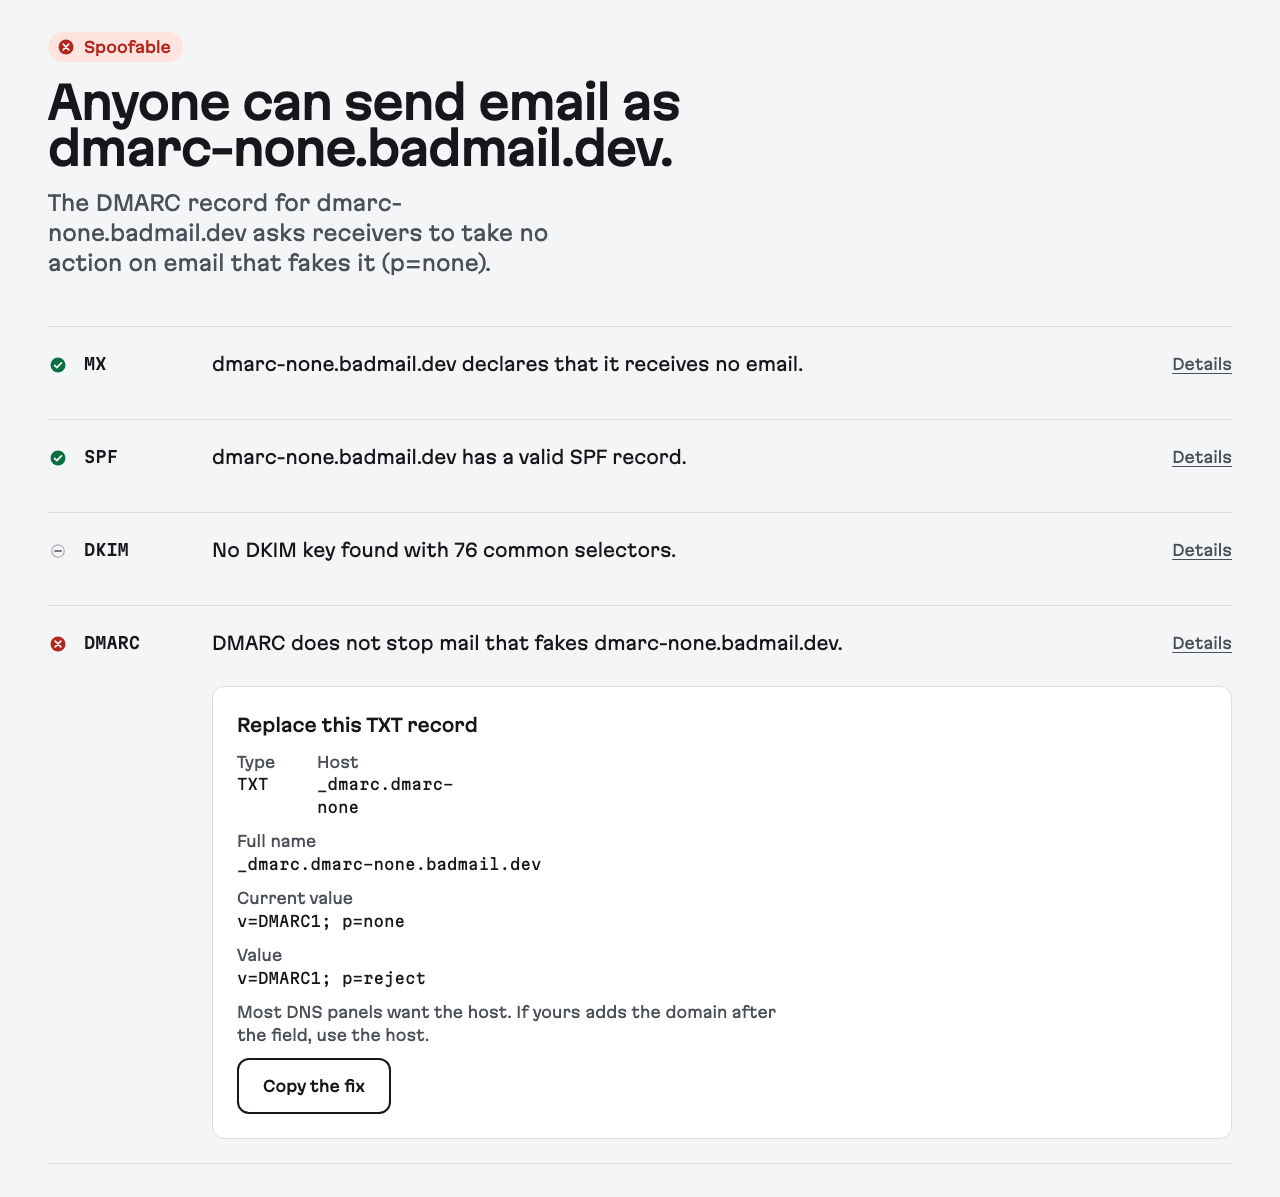 Spoofable
Anyone can send email as
dmarc-none.badmail.dev.
The DMARC record for dmarc-
none.badmail.dev asks receivers to take no
action on email that fakes it (p=none).
MX dmarc-none.badmail.dev declares that it receives no email. Details
SPF dmarc-none.badmail.dev has a valid SPF record. Details
DKIM No DKIM key found with 76 common selectors. Details
DMARC DMARC does not stop mail that fakes dmarc-none.badmail.dev. Details
Replace this TXT record
Type Host
TXT _dmarc.dmarc-
none
Full name
_dmarc.dmarc-none.badmail.dev
Current value
v=DMARC1; p=none
Value
v=DMARC1; p=reject
Most DNS panels want the host. If yours adds the domain after
the field, use the host.
Copy the fix